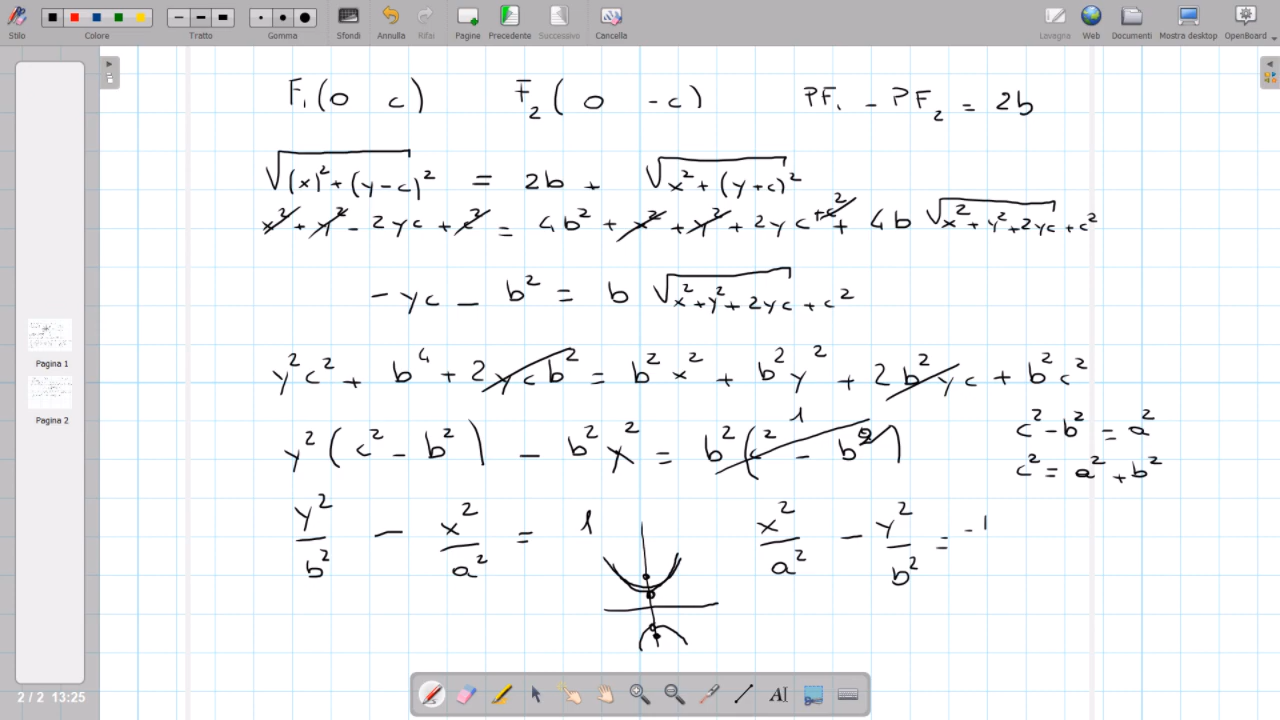 Stilo Colore Tratto Gomma Sfondi Annulla Rifai Pagine Precedente Successivo Cancella Lavagna Web Documenti Mostra desktop OpenBoard
F₁(0 c) F₂(0 -c) PF₁ - PF₂ = 2b
√(x)² + (y-c)² = 2b + √x² + (y+c)²
x² + y² - 2yc + c² = 4b² + x² + y² + 2yc + c² + 4b √x² + y² + 2yc + c²
- yc - b² = b √x² + y² + 2yc + c²
y²c² + b⁴ + 2ycb² = b²x² + b²y² + 2b²yc + b²c²
c² - b² = a²
y²(c² - b²) - b²x² = b²(c² - b²) 1
c² = a² + b²
y²/b² - x²/a² = 1 x²/a² - y²/b² = -1
Pagina 1
Pagina 2
2 / 2 13:25
AI